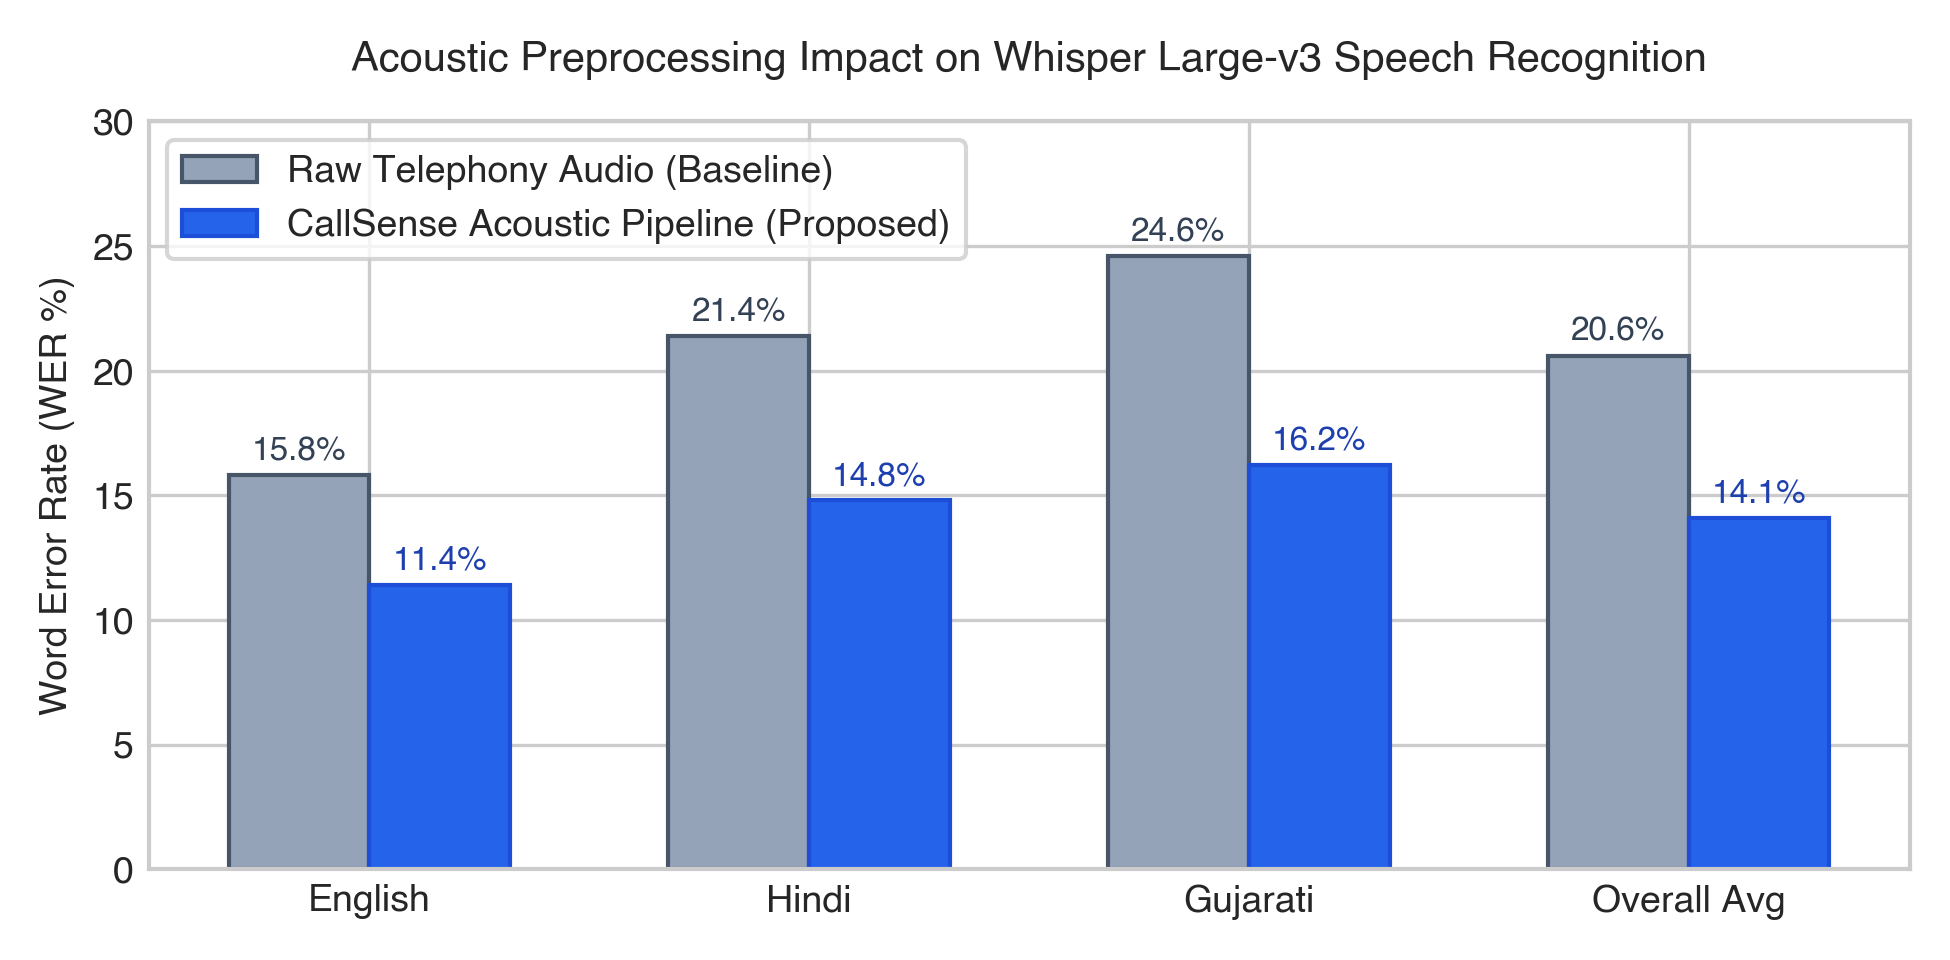 Acoustic Preprocessing Impact on Whisper Large-v3 Speech Recognition
Word Error Rate (WER %)
30
25
20
15
10
5
0
Raw Telephony Audio (Baseline)
CallSense Acoustic Pipeline (Proposed)
15.8%
11.4%
21.4%
14.8%
24.6%
16.2%
20.6%
14.1%
English
Hindi
Gujarati
Overall Avg